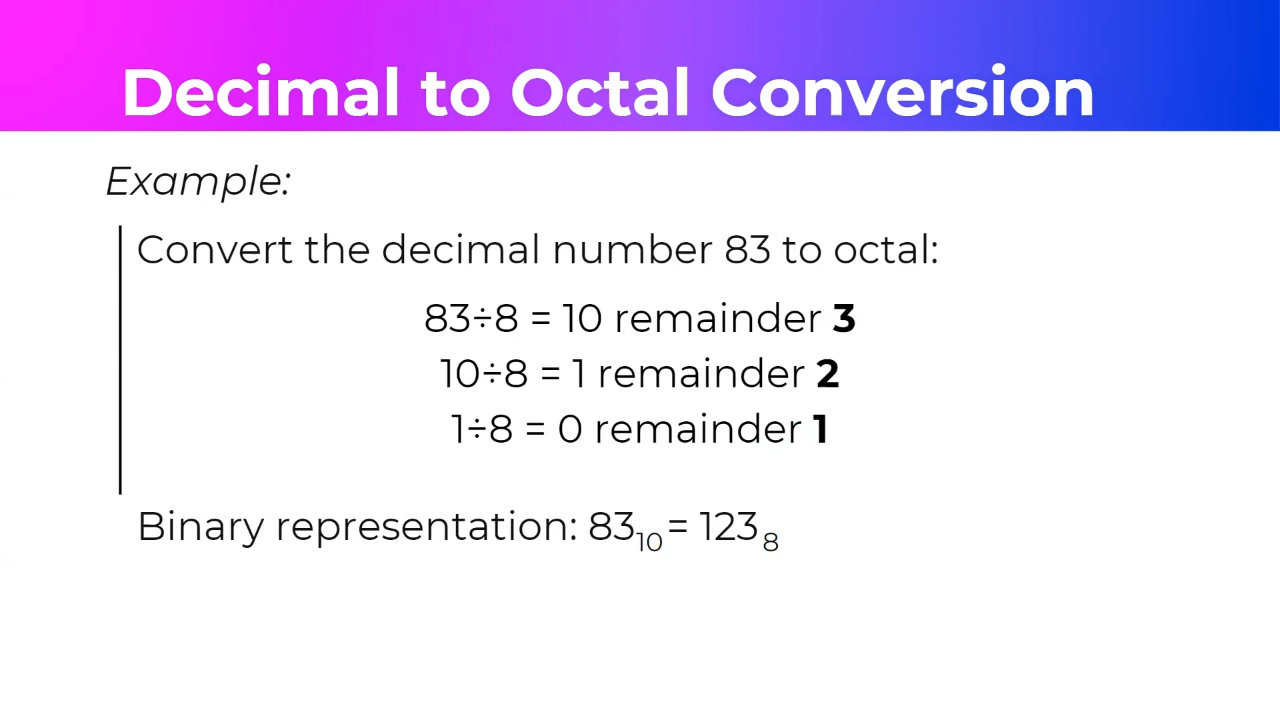 Decimal to Octal Conversion
Example:
Convert the decimal number 83 to octal:
83÷8 = 10 remainder 3
10÷8 = 1 remainder 2
1÷8 = 0 remainder 1
Binary representation: 83₁₀ = 123₈